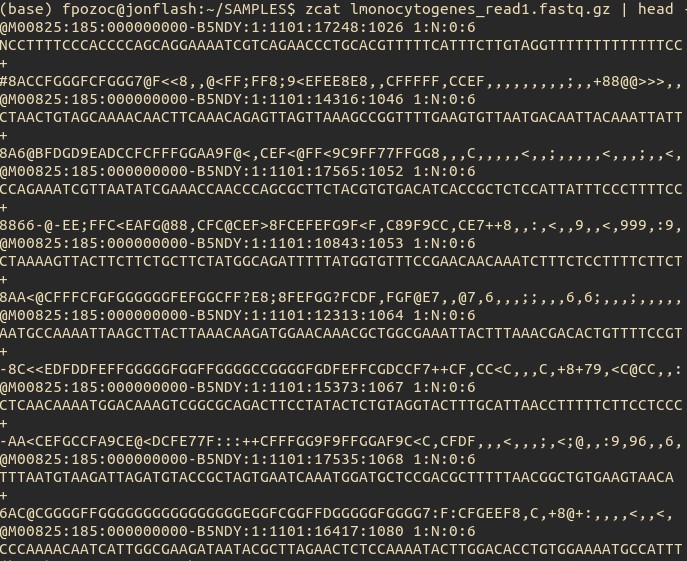 (base) fpozoc@jonflash:~/SAMPLES$ zcat lmonocytogenes_read1.fastq.gz | head -
@M00825:185:000000000-B5NDY:1:1101:17248:1026 1:N:0:6
NCCTTTTCCCACCCCAGCAGGAAAATCGTCAGAACCCTGCACGTTTTTCATTTCTTGTAGGTTTTTTTTTTTTTCC
+
#8ACCFGGGFCFGGG7@F<<8,,@<FF;FF8;9<EFEE8E8,,CFFFFF,CCEF,,,,,,,,,;,,+88@@>>>,,
@M00825:185:000000000-B5NDY:1:1101:14316:1046 1:N:0:6
CTAACTGTAGCAAAACAACTTCAAACAGAGTTAGTTAAAGCCGGTTTTGAAGTGTTAATGACAATTACAAATTATT
+
8A6@BFDGD9EADCCFCFFFGGAA9F@<,CEF<@FF<9C9FF77FFGG8,,,C,,,,,<,,;,,,,,<,,,;,,<,
@M00825:185:000000000-B5NDY:1:1101:17565:1052 1:N:0:6
CCAGAAATCGTTAATATCGAAACCAACCCAGCGCTTCTACGTGTGACATCACCGCTCTCCATTATTTCCCTTTTCC
+
8866-@-EE;FFC<EAFG@88,CFC@CEF>8FCEFEFG9F<F,C89F9CC,CE7++8,,:,<,,9,,<,999,:9,
@M00825:185:000000000-B5NDY:1:1101:10843:1053 1:N:0:6
CTAAAAGTTACTTCTTCTGCTTCTATGGCAGATTTTTATGGTGTTTCCGAACAACAAATCTTTCTCCTTTTCTTCT
+
8AA<@CFFFCFGFGGGGGGFEFGGCFF?E8;8FEFGG?FCDF,FGF@E7,,@7,6,,,;;,,,6,6;,,,;,,,,,
@M00825:185:000000000-B5NDY:1:1101:12313:1064 1:N:0:6
AATGCCAAAATTAAGCTTACTTAAACAAGATGGAACAAACGCTGGCGAAATTACTTTAAACGACACTGTTTTCCGT
+
-8C<<EDFDDFEFFGGGGGFGGFFGGGGCCGGGGFGDFEFFCGDCCF7++CF,CC<C,,,C,+8+79,<C@CC,,:
@M00825:185:000000000-B5NDY:1:1101:15373:1067 1:N:0:6
CTCAACAAAATGGACAAAGTCGGCGCAGACTTCCTATACTCTGTAGGTACTTTGCATTAACCTTTTTCTTCCTCCC
+
-AA<CEFGCCFA9CE@<DCFE77F:::++CFFFGG9F9FFGGAF9C<C,CFDF,,,<,,,;,<;@,,:9,96,,6,
@M00825:185:000000000-B5NDY:1:1101:17535:1068 1:N:0:6
TTTAATGTAAGATTAGATGTACCGCTAGTGAATCAAATGGATGCTCCGACGCTTTTTAACGGCTGTGAAGTAACA
+
6AC@CGGGGFFGGGGGGGGGGGGGGGGEGGFCGGFFDGGGGGFGGGG7:F:CFGEEF8,C,+8@+:,,,,<,,<,
@M00825:185:000000000-B5NDY:1:1101:16417:1080 1:N:0:6
CCCAAAACAATCATTGGCGAAGATAATACGCTTAGAACTCTCCAAAATACTTGGACACCTGTGGAAAATGCCATTT